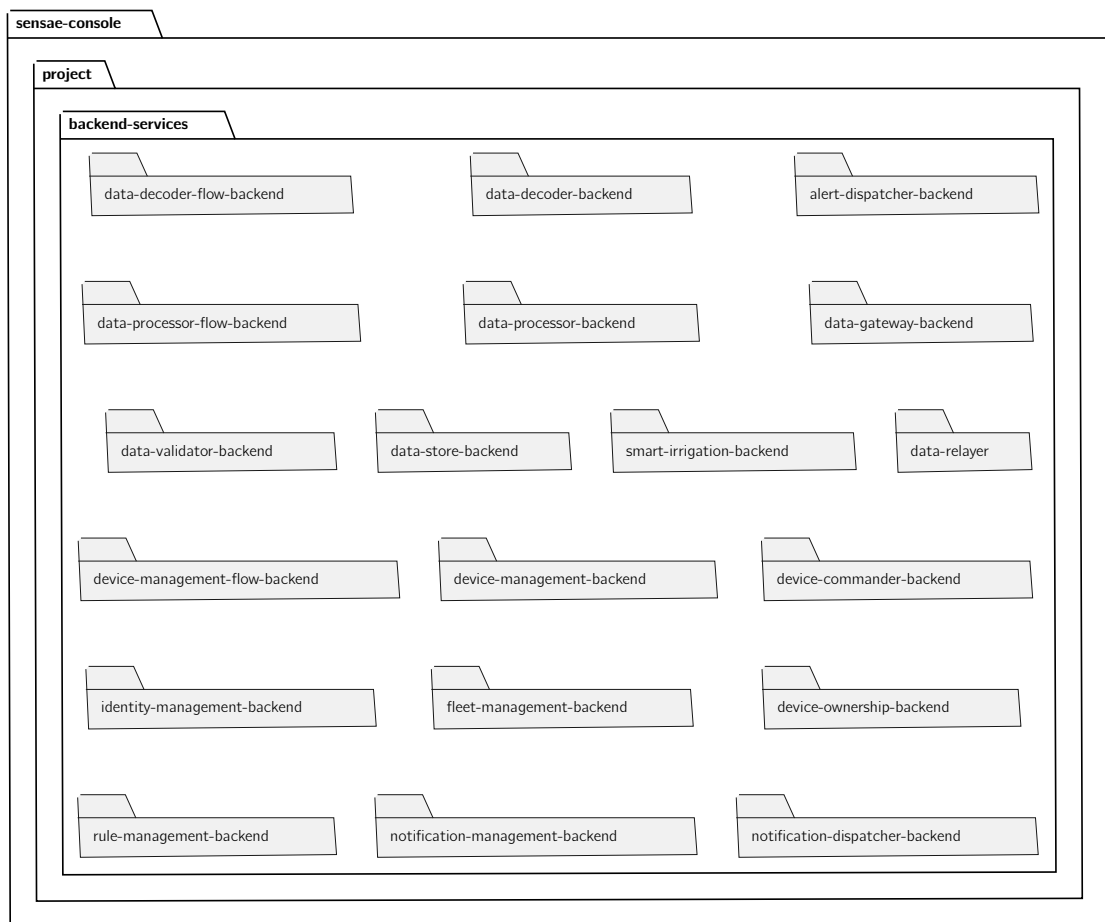 sensae-console
project
backend-services
data-decoder-flow-backend
data-decoder-backend
alert-dispatcher-backend
data-processor-flow-backend
data-processor-backend
data-gateway-backend
data-validator-backend
data-store-backend
smart-irrigation-backend
data-relayer
device-management-flow-backend
device-management-backend
device-commander-backend
identity-management-backend
fleet-management-backend
device-ownership-backend
rule-management-backend
notification-management-backend
notification-dispatcher-backend